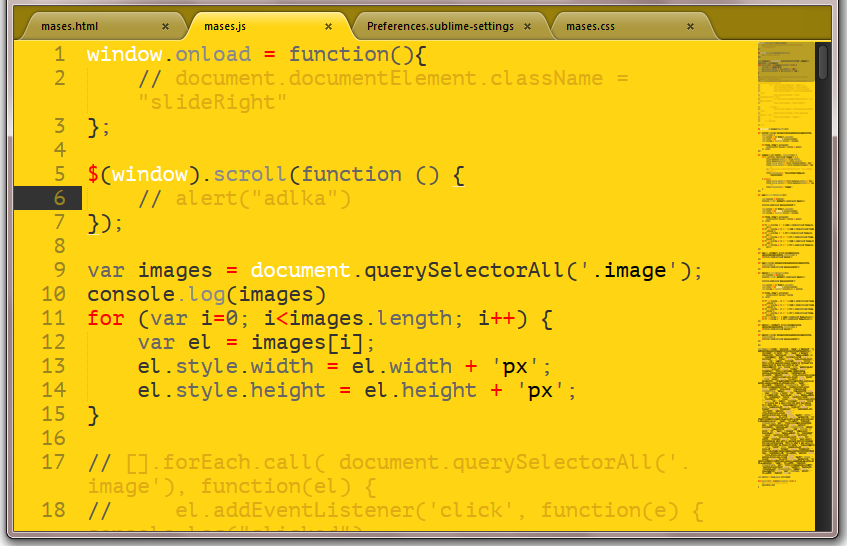 mases.html × mases.js × Preferences.sublime-settings × mases.css ×
1 window.onload = function(){
2 // document.documentElement.className =
"slideRight"
3 };
4
5 $(window).scroll(function () {
6 // alert("adlka")
7 });
8
9 var images = document.querySelectorAll('.image');
10 console.log(images)
11 for (var i=0; i<images.length; i++) {
12 var el = images[i];
13 el.style.width = el.width + 'px';
14 el.style.height = el.height + 'px';
15 }
16
17 // [].forEach.call( document.querySelectorAll('.
image'), function(el) {
18 // el.addEventListener('click', function(e) {
console.log("clicked")